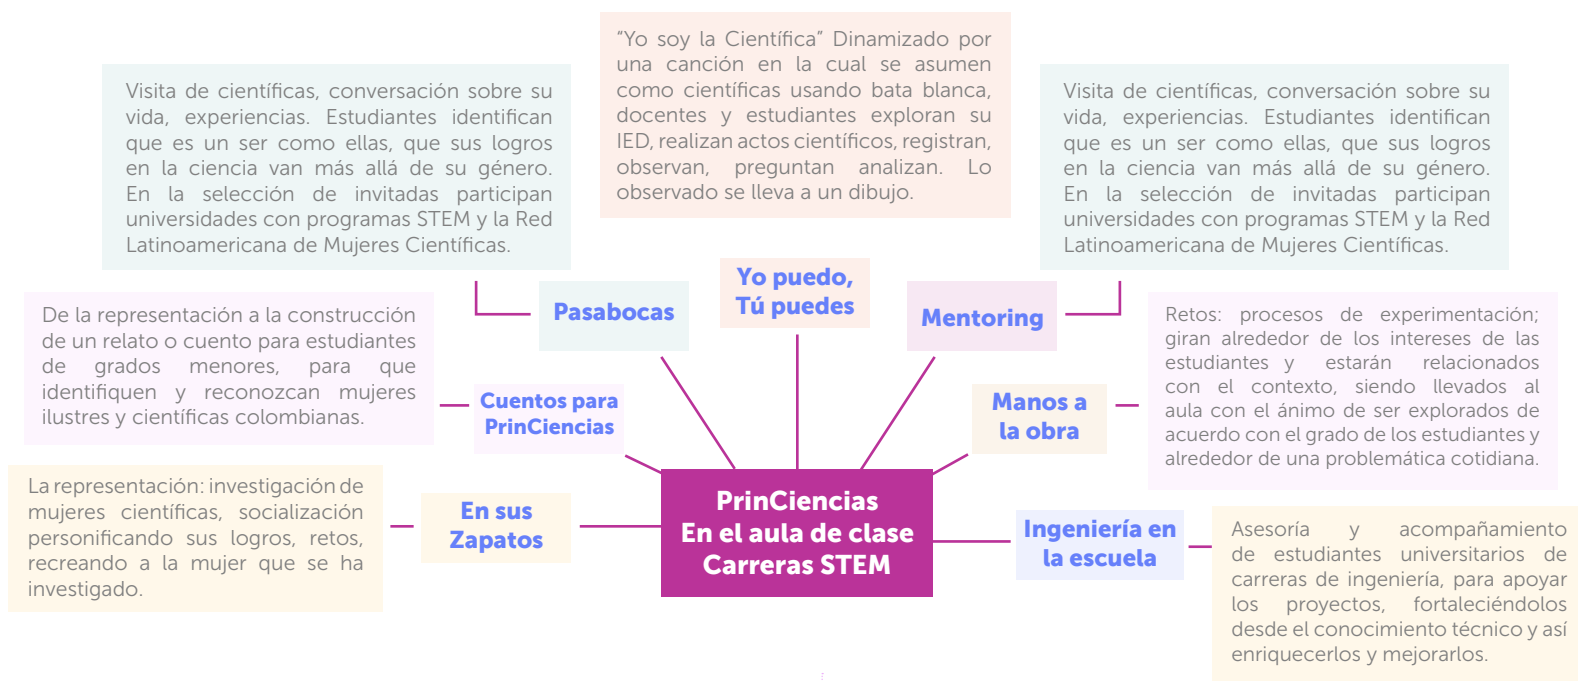 “Yo soy la Científica” Dinamizado por
una canción en la cual se asumen
como científicas usando bata blanca,
docentes y estudiantes exploran su
IED, realizan actos científicos, registran,
observan, preguntan analizan. Lo
observado se lleva a un dibujo.
Visita de científicas, conversación sobre su
vida, experiencias. Estudiantes identifican
que es un ser como ellas, que sus logros
en la ciencia van más allá de su género.
En la selección de invitadas participan
universidades con programas STEM y la Red
Latinoamericana de Mujeres Científicas.
Visita de científicas, conversación sobre su
vida, experiencias. Estudiantes identifican
que es un ser como ellas, que sus logros
en la ciencia van más allá de su género.
En la selección de invitadas participan
universidades con programas STEM y la Red
Latinoamericana de Mujeres Científicas.
Pasabocas
Yo puedo,
Tú puedes
Mentoring
De la representación a la construcción
de un relato o cuento para estudiantes
de grados menores, para que
identifiquen y reconozcan mujeres
ilustres y científicas colombianas.
Cuentos para
PrinCiencias
Manos a
la obra
Retos: procesos de experimentación;
giran alrededor de los intereses de las
estudiantes y estarán relacionados
con el contexto, siendo llevados al
aula con el ánimo de ser explorados de
acuerdo con el grado de los estudiantes y
alrededor de una problemática cotidiana.
La representación: investigación de
mujeres científicas, socialización
personificando sus logros, retos,
recreando a la mujer que se ha
investigado.
En sus
Zapatos
PrinCiencias
En el aula de clase
Carreras STEM
Ingeniería en
la escuela
Asesoría y acompañamiento
de estudiantes universitarios de
carreras de ingeniería, para apoyar
los proyectos, fortaleciéndolos
desde el conocimiento técnico y así
enriquecerlos y mejorarlos.